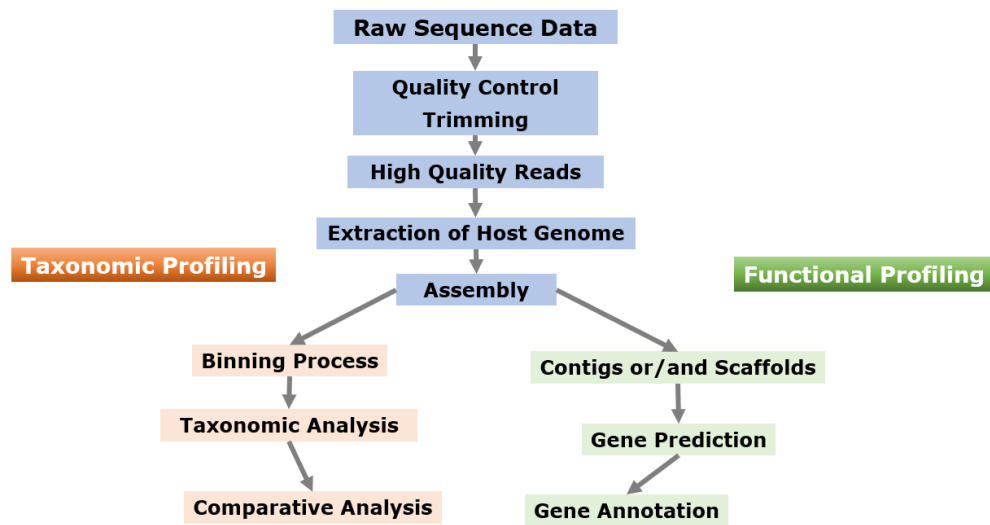 Raw Sequence Data
Quality Control
Trimming
High Quality Reads
Extraction of Host Genome
Taxonomic Profiling
Functional Profiling
Assembly
Binning Process
Contigs or/and Scaffolds
Taxonomic Analysis
Gene Prediction
Comparative Analysis
Gene Annotation